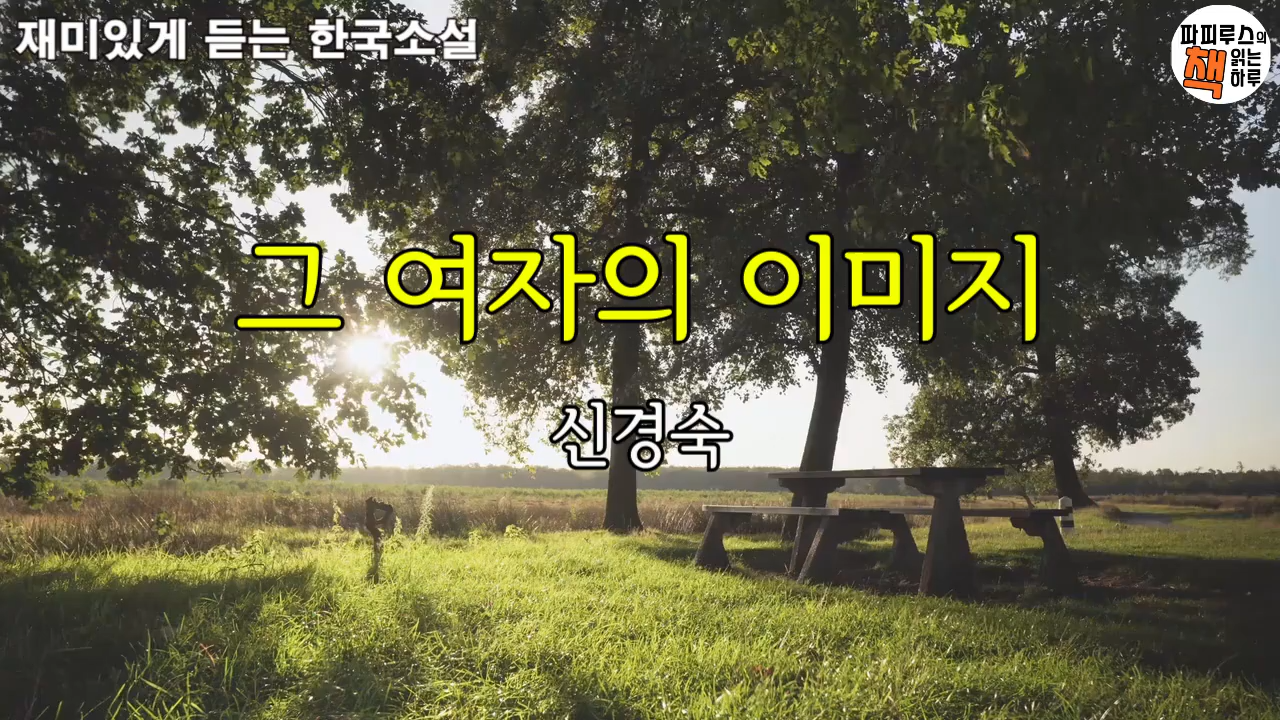 재미있게 듣는 한국소설
파피루스의
책 읽는
하루
그 여자의 이미지
신경숙